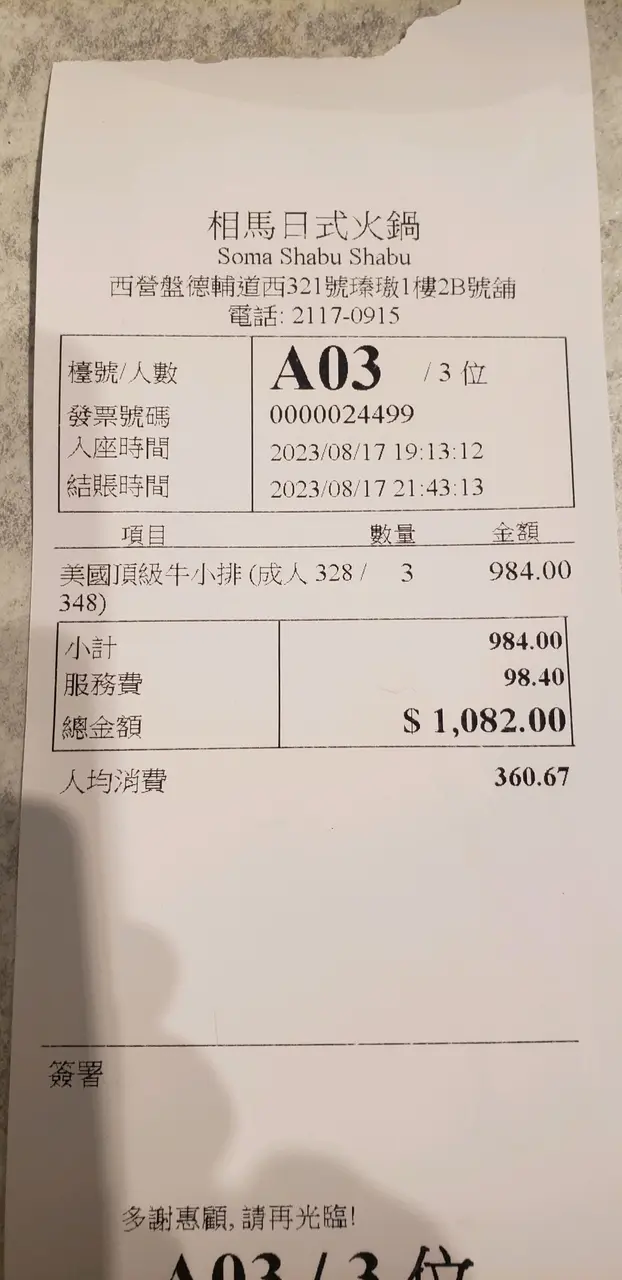 相馬日式火鍋
Soma Shabu Shabu
西營盤德輔道西321號瑧璈1樓2B號舖
電話: 2117-0915
檯號/人數 A03 / 3 位
發票號碼 0000024499
入座時間 2023/08/17 19:13:12
結賬時間 2023/08/17 21:43:13
項目 數量 金額
美國頂級牛小排 (成人 328 / 3 984.00
348)
小計 984.00
服務費 98.40
總金額 $ 1,082.00
人均消費 360.67
簽署
多謝惠顧, 請再光臨!
A03 / 3 位